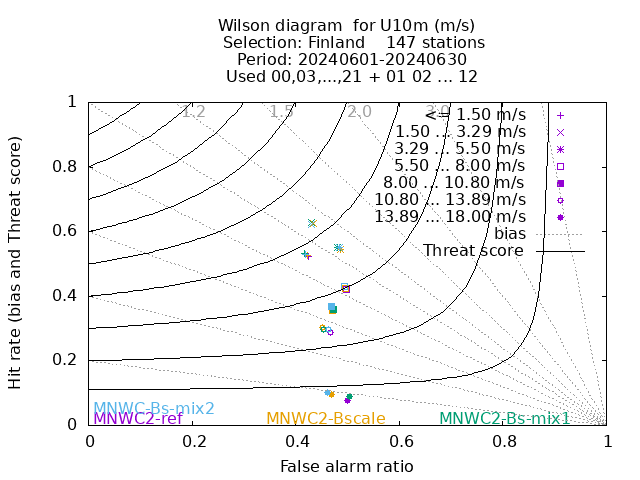 Wilson diagram for U10m (m/s)
Selection: Finland 147 stations
Period: 20240601-20240630
Used 00,03,...,21 + 01 02 ... 12
1.2 1.5 2.0 3.0
<= 1.50 m/s
1.50 ... 3.29 m/s
3.29 ... 5.50 m/s
5.50 ... 8.00 m/s
8.00 ... 10.80 m/s
10.80 ... 13.89 m/s
13.89 ... 18.00 m/s
bias
Threat score
Hit rate (bias and Threat score)
1
0.8
0.6
0.4
0.2
0
MNWC-Bs-mix2
MNWC2-ref MNWC2-Bscale MNWC2-Bs-mix1
0 0.2 0.4 0.6 0.8 1
False alarm ratio